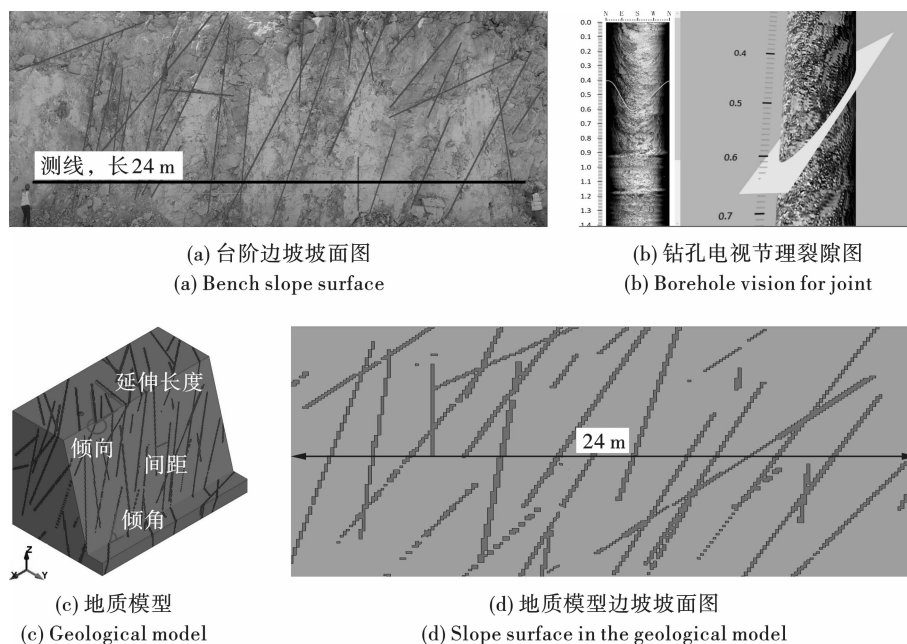 测线，长24 m
(a) 台阶边坡坡面图
(a) Bench slope surface
N E S W N
0.0
0.1
0.2
0.3
0.4
0.5
0.6
0.7
0.8
0.9
1.0
1.1
1.2
1.3
1.4
0.4
0.5
0.6
0.7
(b) 钻孔电视节理裂隙图
(b) Borehole vision for joint
延伸长度
倾向
间距
倾角
Z
X
Y
(c) 地质模型
(c) Geological model
24 m
(d) 地质模型边坡坡面图
(d) Slope surface in the geological model